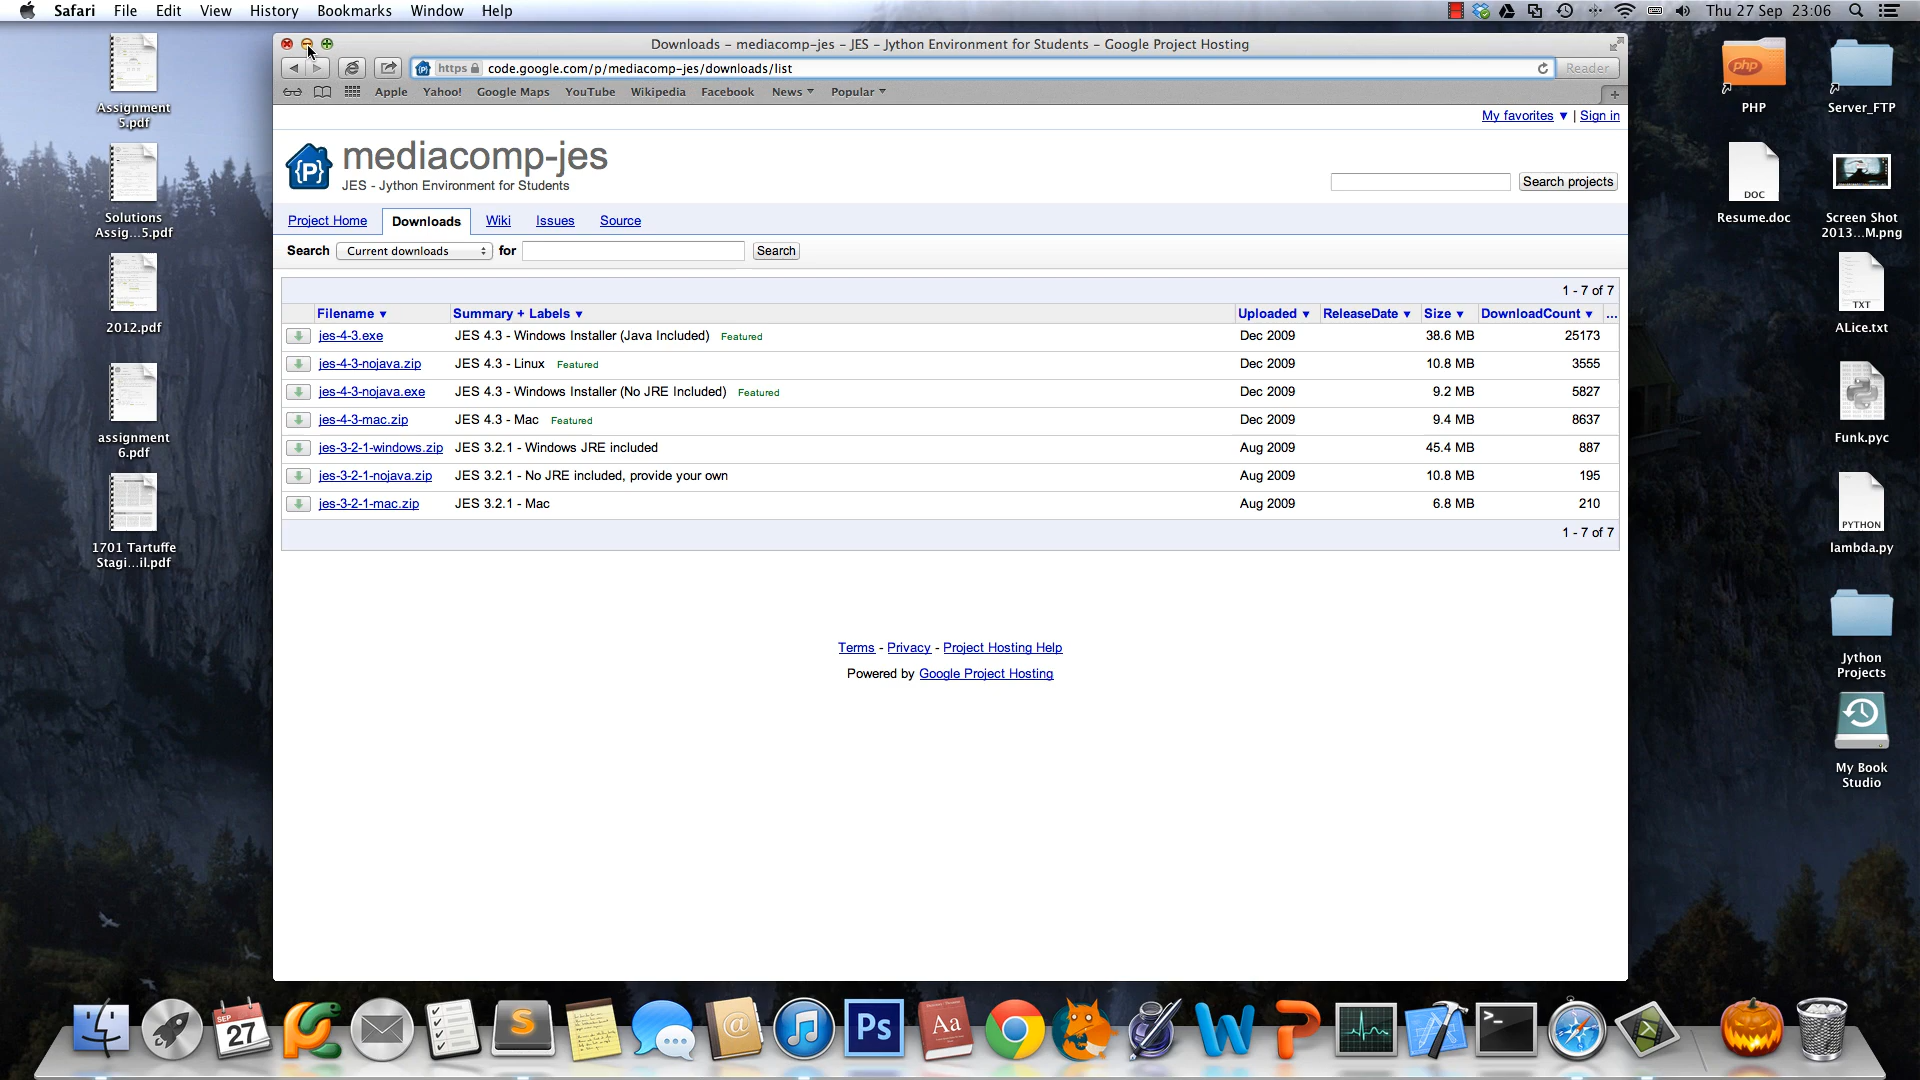 Safari File Edit View History Bookmarks Window Help
Thu 27 Sep 23:06
Downloads – mediacomp-jes – JES – Jython Environment for Students – Google Project Hosting
https code.google.com/p/mediacomp-jes/downloads/list Reader
Apple Yahoo! Google Maps YouTube Wikipedia Facebook News ▼ Popular ▼
My favorites ▼ | Sign in
mediacomp-jes
JES - Jython Environment for Students
Search projects
Project Home Downloads Wiki Issues Source
Search Current downloads for Search
1 - 7 of 7
Filename ▼ Summary + Labels ▼ Uploaded ▼ ReleaseDate ▼ Size ▼ DownloadCount ▼ ...
jes-4-3.exe JES 4.3 - Windows Installer (Java Included) Featured Dec 2009 38.6 MB 25173
jes-4-3-nojava.zip JES 4.3 - Linux Featured Dec 2009 10.8 MB 3555
jes-4-3-nojava.exe JES 4.3 - Windows Installer (No JRE Included) Featured Dec 2009 9.2 MB 5827
jes-4-3-mac.zip JES 4.3 - Mac Featured Dec 2009 9.4 MB 8637
jes-3-2-1-windows.zip JES 3.2.1 - Windows JRE included Aug 2009 45.4 MB 887
jes-3-2-1-nojava.zip JES 3.2.1 - No JRE included, provide your own Aug 2009 10.8 MB 195
jes-3-2-1-mac.zip JES 3.2.1 - Mac Aug 2009 6.8 MB 210
1 - 7 of 7
Terms - Privacy - Project Hosting Help
Powered by Google Project Hosting
Assignment
5.pdf
Solutions
Assig...5.pdf
2012.pdf
assignment
6.pdf
1701 Tartuffe
Stagi...il.pdf
php
PHP
Server_FTP
DOC
Resume.doc
Screen Shot
2013...M.png
TXT
ALice.txt
Funk.pyc
PYTHON
lambda.py
Jython
Projects
My Book
Studio
SEP
27
S
@
Ps
Aa
W
P
>_